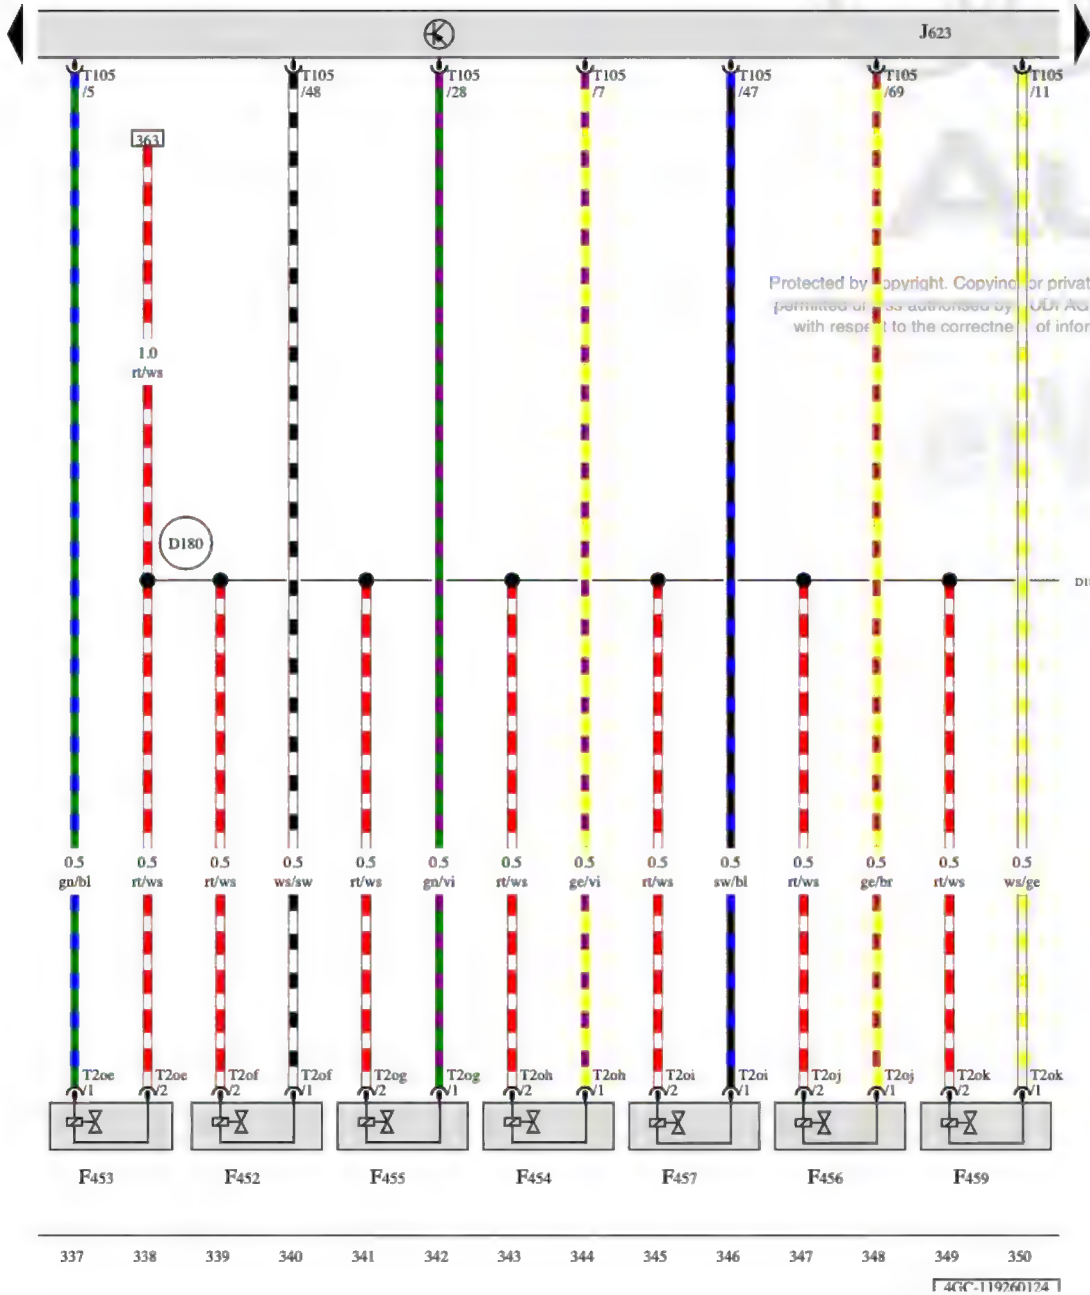 J623
T105 T105 T105 T105 T105 T105 T105
/5 /48 /28 /7 /47 /69 /11
363
Au
Protected by copyright. Copying for privat
permitted unless authorised by AUDI AG
with respect to the correctness of infor
1.0
rt/ws
D180
0.5 0.5 0.5 0.5 0.5 0.5 0.5 0.5 0.5 0.5 0.5 0.5 0.5 0.5
gn/bl rt/ws rt/ws ws/sw rt/ws gn/vi rt/ws ge/vi rt/ws sw/bl rt/ws ge/br rt/ws ws/ge
T2oe T2oe T2of T2of T2og T2og T2oh T2oh T2oi T2oi T2oj T2oj T2ok T2ok
/1 /2 /2 /1 /2 /1 /2 /1 /2 /1 /2 /1 /2 /1
F453 F452 F455 F454 F457 F456 F459
337 338 339 340 341 342 343 344 345 346 347 348 349 350
4GC-119260124